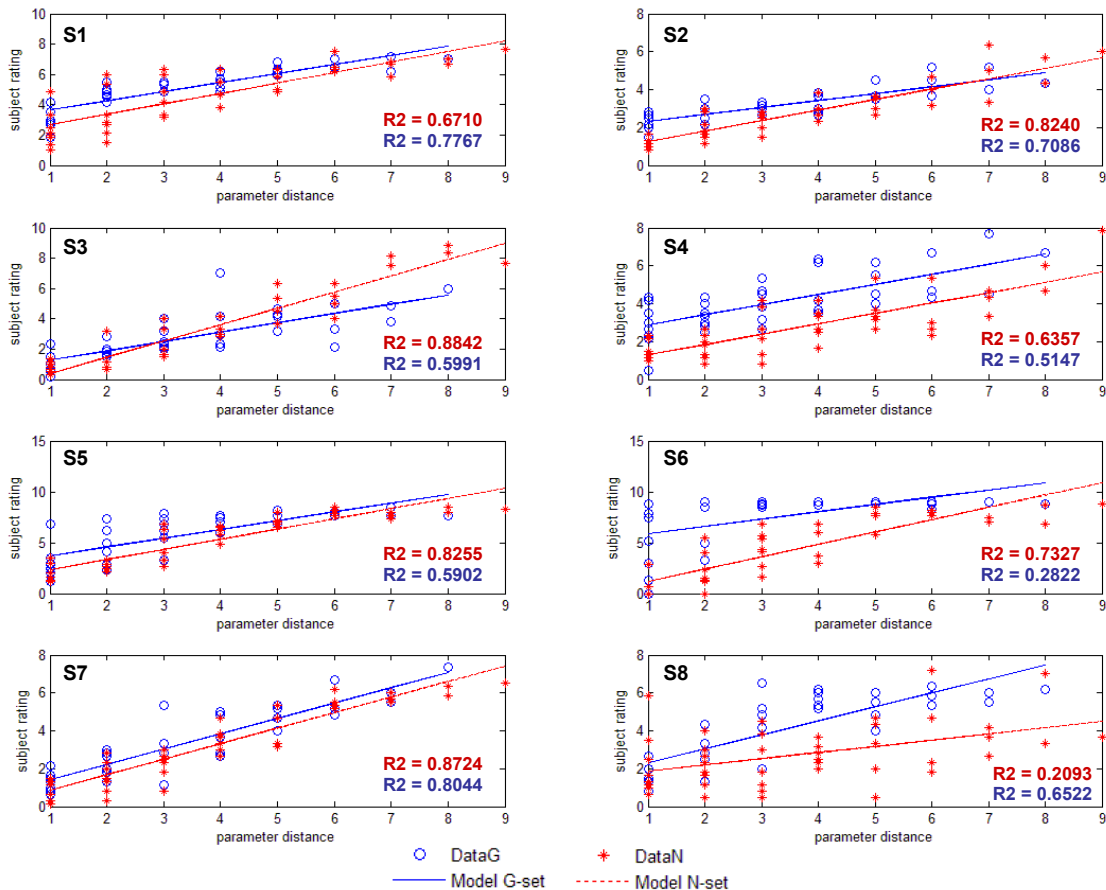 S1
subject rating
10
8
6
4
2
0
R2 = 0.6710
R2 = 0.7767
1 2 3 4 5 6 7 8 9
parameter distance
S2
subject rating
8
6
4
2
0
R2 = 0.8240
R2 = 0.7086
1 2 3 4 5 6 7 8 9
parameter distance
S3
subject rating
10
8
6
4
2
0
R2 = 0.8842
R2 = 0.5991
1 2 3 4 5 6 7 8 9
parameter distance
S4
subject rating
8
6
4
2
0
R2 = 0.6357
R2 = 0.5147
1 2 3 4 5 6 7 8 9
parameter distance
S5
subject rating
15
10
5
0
R2 = 0.8255
R2 = 0.5902
1 2 3 4 5 6 7 8 9
parameter distance
S6
subject rating
15
10
5
0
R2 = 0.7327
R2 = 0.2822
1 2 3 4 5 6 7 8 9
parameter distance
S7
subject rating
8
6
4
2
0
R2 = 0.8724
R2 = 0.8044
1 2 3 4 5 6 7 8 9
parameter distance
S8
subject rating
8
6
4
2
0
R2 = 0.2093
R2 = 0.6522
1 2 3 4 5 6 7 8 9
parameter distance
DataG DataN
Model G-set Model N-set